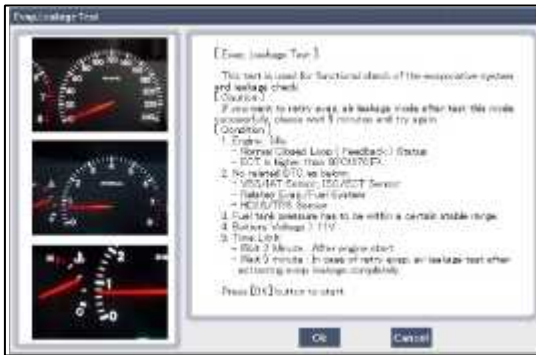 Evap. Leakage Test
[ Evap. Leakage Test ]
This test is used for functional check of the evaporative system
and leakage check.
[ Caution ]
If you want to retry evap. air leakage mode after test this mode
successfully, please wait 5 minutes and try again.
[ Condition ]
1. Engine: Idle
- Normal Closed Loop ( Feedback ) Status
- ECT is higher than
2. No related DTC as below:
- VSS/IAT Sensor, ISC/ECT Sensor
- Related Evap./Fuel System
- /TPS Sensor
3. Fuel tank pressure has to be within a certain stable range.
4. Battery Voltage > 11V
5. Time Limit
- Wait 2 Minute : After engine start
- Wait 5 minute : In case of retry evap. air leakage test after
activating evap. leakage completely.
Press [OK] button to start.
Ok
Cancel